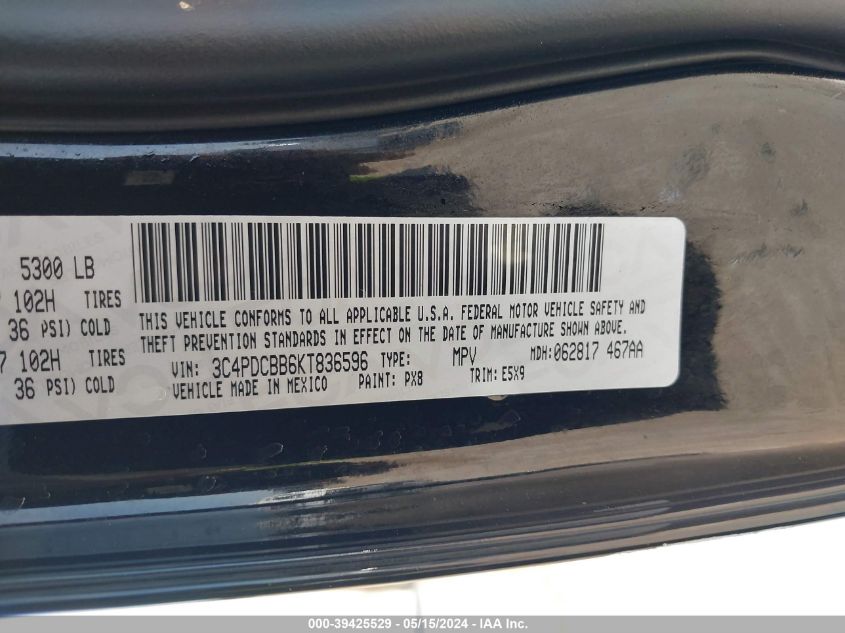 5300 LB
102H TIRES
36 PSI) COLD
7 102H TIRES
36 PSI) COLD
THIS VEHICLE CONFORMS TO ALL APPLICABLE U.S.A. FEDERAL MOTOR VEHICLE SAFETY AND
THEFT PREVENTION STANDARDS IN EFFECT ON THE DATE OF MANUFACTURE SHOWN ABOVE.
VIN: 3C4PDCBB6KT836596 TYPE: MPV MDH:062817 467AA
VEHICLE MADE IN MEXICO PAINT: PX8 TRIM: E5X9
000-39425529 - 05/15/2024 - IAA Inc.